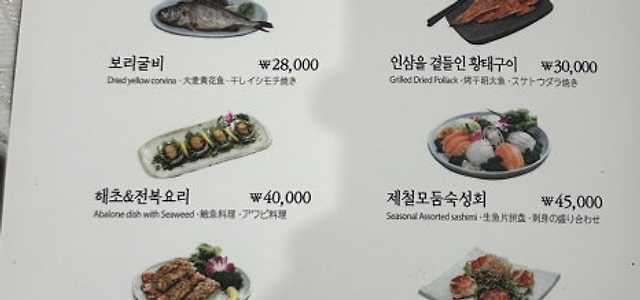 보리굴비 ₩28,000
Dried yellow corvina · 大麦黄花鱼 · 干しイシモチ焼き
인삼을 곁들인 황태구이 ₩30,000
Grilled Dried Pollack · 烤干明太鱼 · スケトウダラ焼き
해초&전복요리 ₩40,000
Abalone dish with Seaweed · 鲍鱼料理 · アワビ料理
제철모둠숙성회 ₩45,000
Seasonal Assorted sashimi · 生鱼片拼盘 · 刺身の盛り合わせ